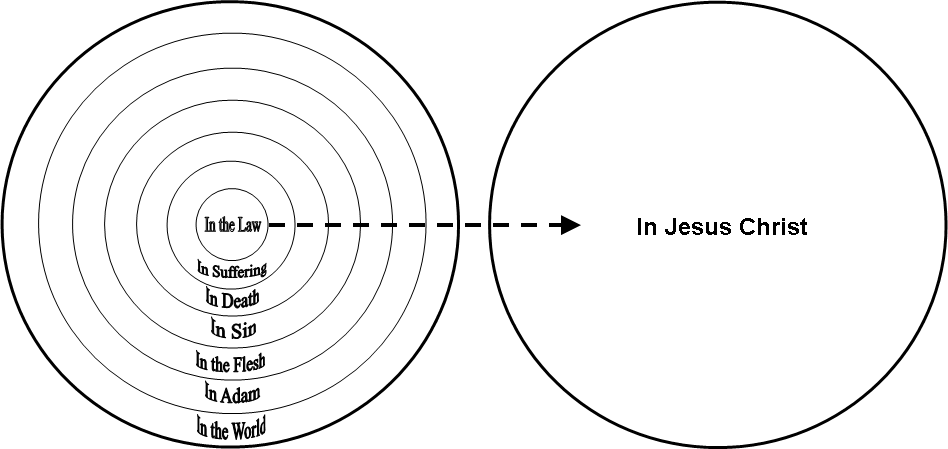 In the Law
In Jesus Christ
In Suffering
In Death
In Sin
In the Flesh
In Adam
In the World